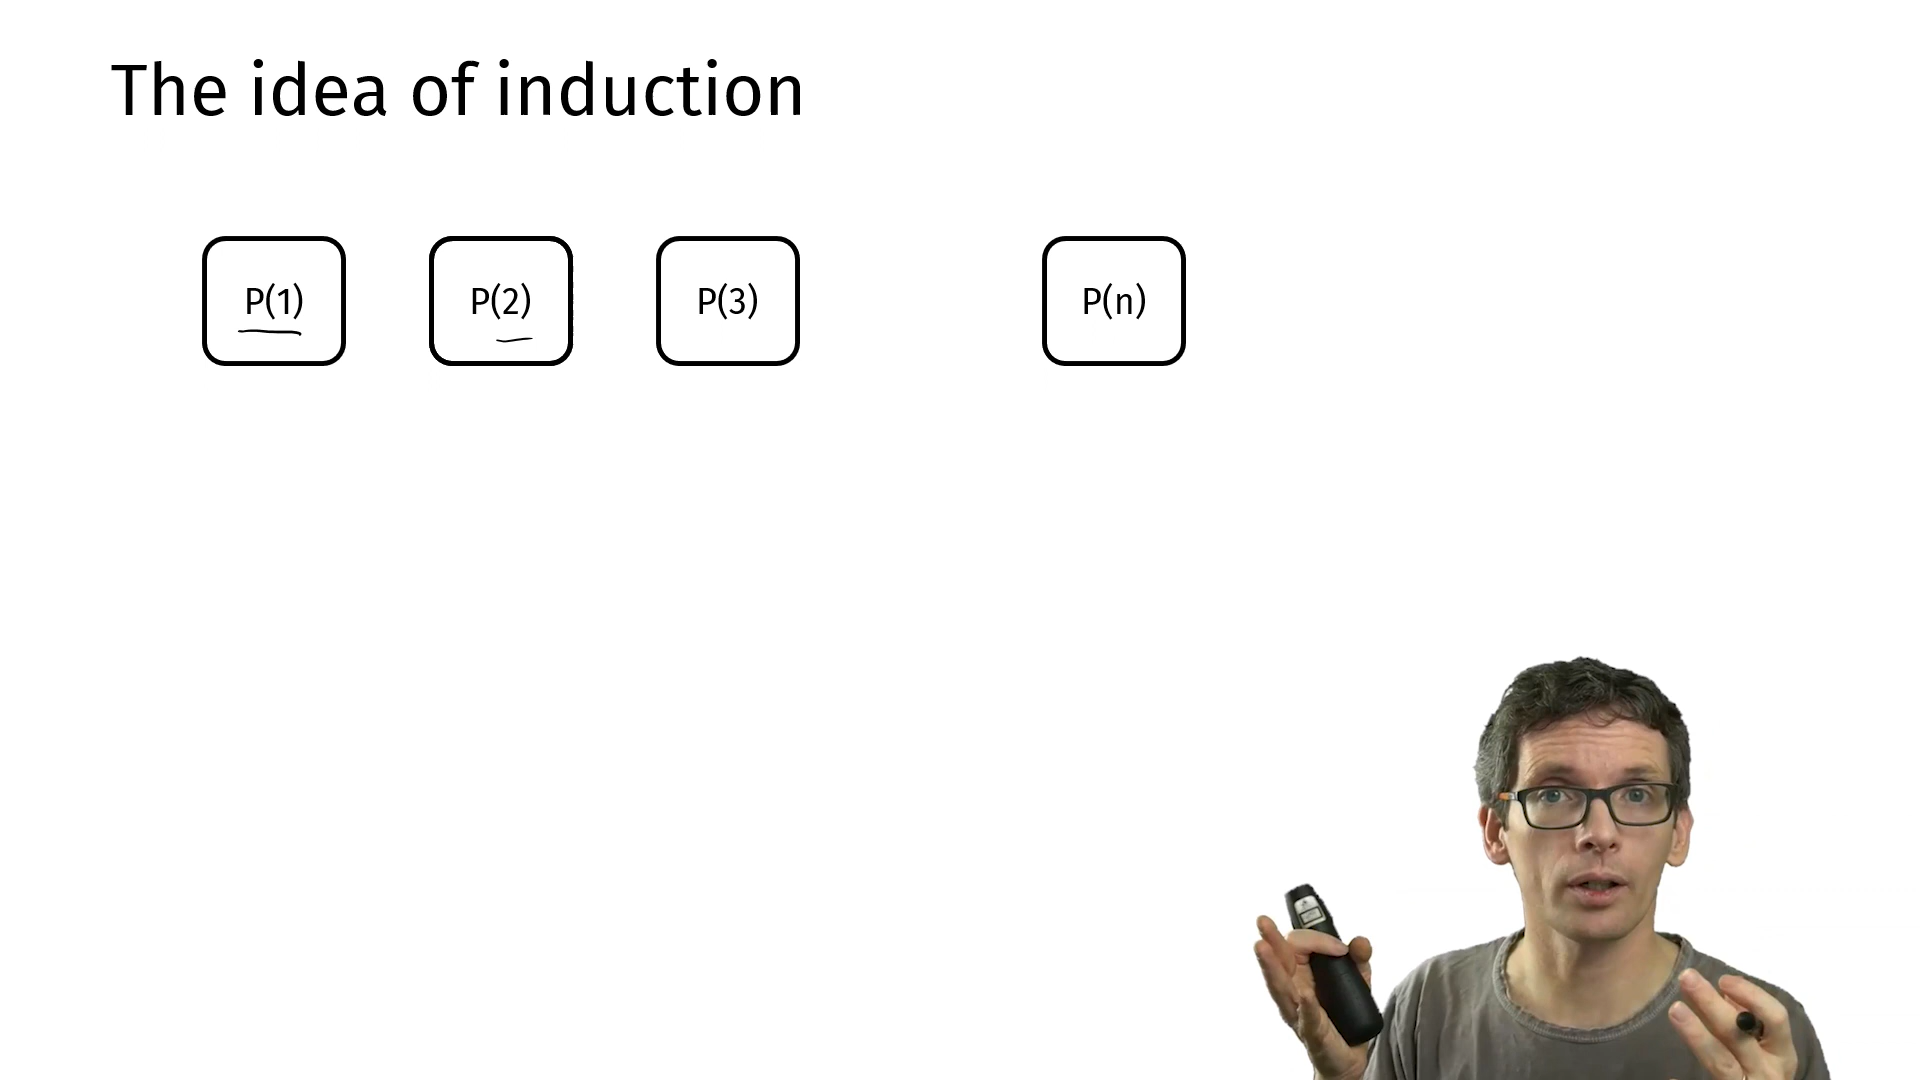 The idea of induction
P(1) P(2) P(3) P(n)